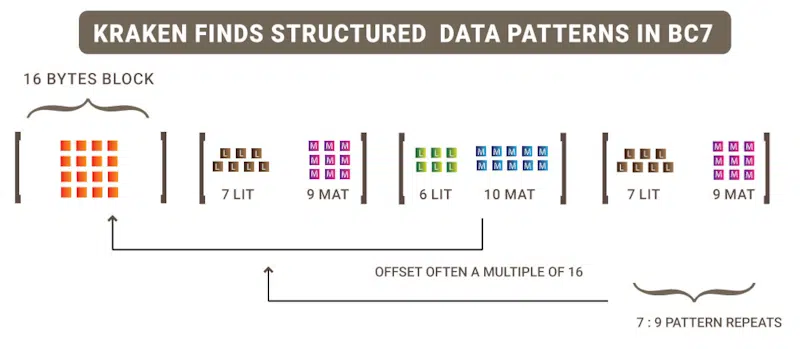 KRAKEN FINDS STRUCTURED DATA PATTERNS IN BC7
16 BYTES BLOCK
L L L
L L L L
7 LIT
M M M
M M M
M M M
9 MAT
L L L
L L L
6 LIT
M M M M M
M M M M M
10 MAT
L L L
L L L L
7 LIT
M M M
M M M
M M M
9 MAT
OFFSET OFTEN A MULTIPLE OF 16
7 : 9 PATTERN REPEATS